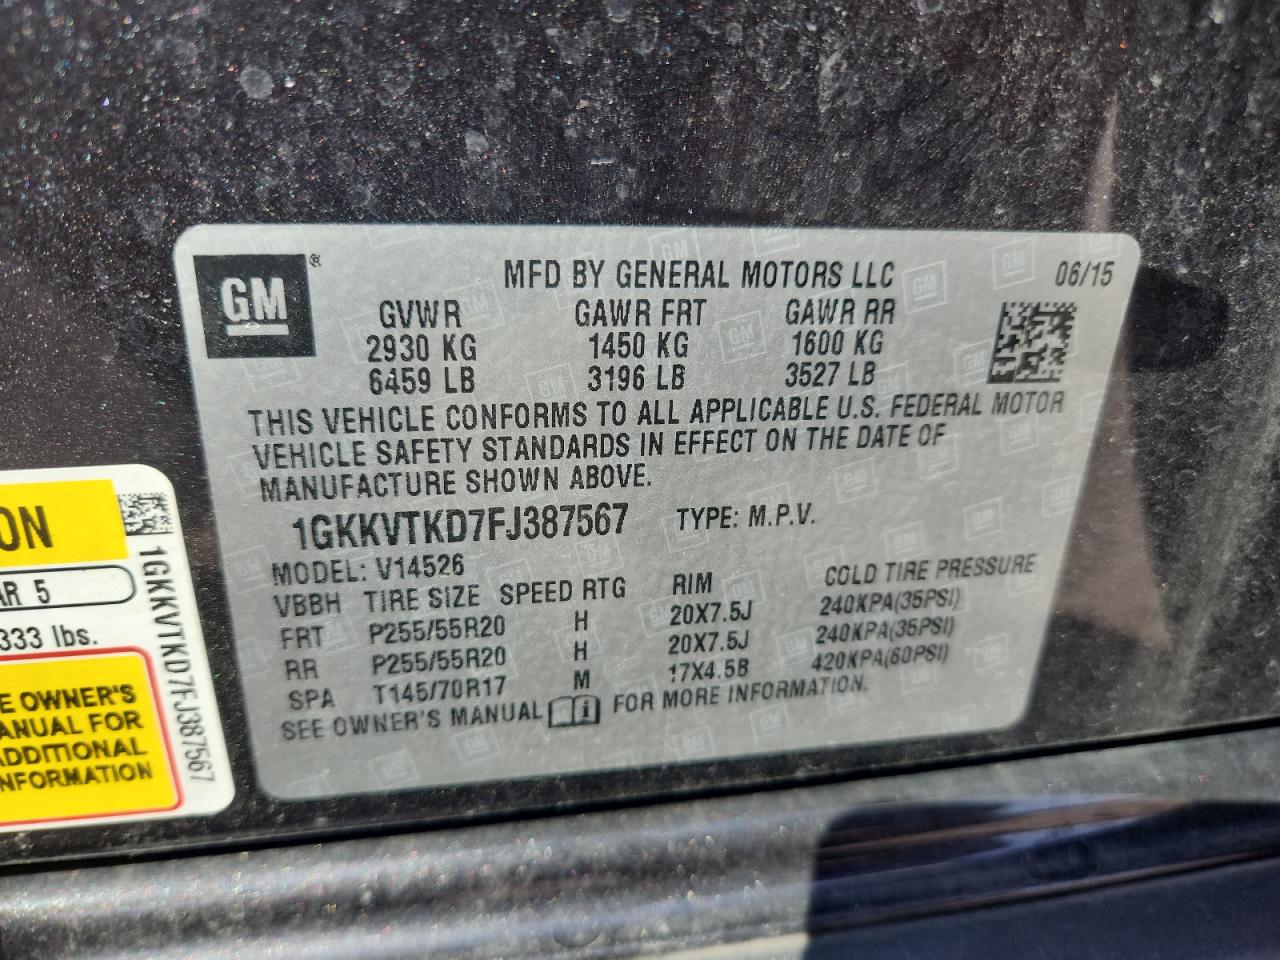 GM®
MFD BY GENERAL MOTORS LLC 06/15
GVWR GAWR FRT GAWR RR
2930 KG 1450 KG 1600 KG
6459 LB 3196 LB 3527 LB
THIS VEHICLE CONFORMS TO ALL APPLICABLE U.S. FEDERAL MOTOR
VEHICLE SAFETY STANDARDS IN EFFECT ON THE DATE OF
MANUFACTURE SHOWN ABOVE.
1GKKVTKD7FJ387567 TYPE: M.P.V.
MODEL: V14526
VBBH TIRE SIZE SPEED RTG RIM COLD TIRE PRESSURE
FRT P255/55R20 H 20X7.5J 240KPA(35PSI)
RR P255/55R20 H 20X7.5J 240KPA(35PSI)
SPA T145/70R17 M 17X4.5B 420KPA(60PSI)
SEE OWNER'S MANUAL i FOR MORE INFORMATION.
ON
AR 5
333 lbs.
E OWNER'S
ANUAL FOR
ADDITIONAL
NFORMATION
1GKKVTKD7FJ387567